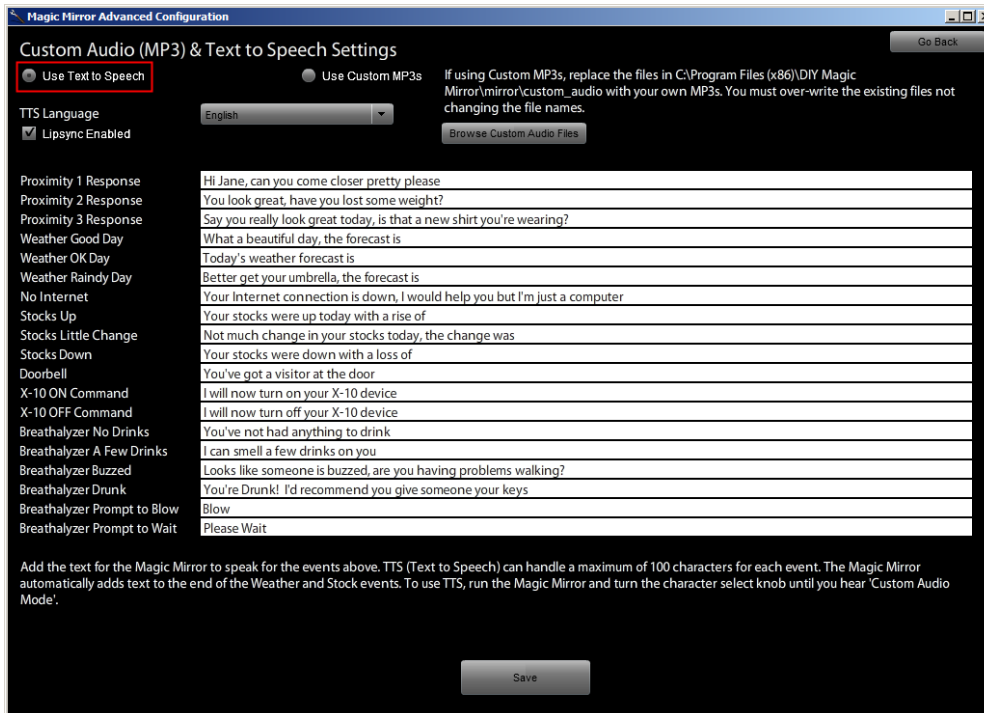 Magic Mirror Advanced Configuration
Custom Audio (MP3) & Text to Speech Settings
Go Back
Use Text to Speech
Use Custom MP3s
If using Custom MP3s, replace the files in C:\Program Files (x86)\DIY Magic
Mirror\mirror\custom_audio with your own MP3s. You must over-write the existing files not
changing the file names.
TTS Language
English
Lipsync Enabled
Browse Custom Audio Files
Proximity 1 Response Hi Jane, can you come closer pretty please
Proximity 2 Response You look great, have you lost some weight?
Proximity 3 Response Say you really look great today, is that a new shirt you're wearing?
Weather Good Day What a beautiful day, the forecast is
Weather OK Day Today's weather forecast is
Weather Raindy Day Better get your umbrella, the forecast is
No Internet Your Internet connection is down, I would help you but I'm just a computer
Stocks Up Your stocks were up today with a rise of
Stocks Little Change Not much change in your stocks today, the change was
Stocks Down Your stocks were down with a loss of
Doorbell You've got a visitor at the door
X-10 ON Command I will now turn on your X-10 device
X-10 OFF Command I will now turn off your X-10 device
Breathalyzer No Drinks You've not had anything to drink
Breathalyzer A Few Drinks I can smell a few drinks on you
Breathalyzer Buzzed Looks like someone is buzzed, are you having problems walking?
Breathalyzer Drunk You're Drunk! I'd recommend you give someone your keys
Breathalyzer Prompt to Blow Blow
Breathalyzer Prompt to Wait Please Wait
Add the text for the Magic Mirror to speak for the events above. TTS (Text to Speech) can handle a maximum of 100 characters for each event. The Magic Mirror
automatically adds text to the end of the Weather and Stock events. To use TTS, run the Magic Mirror and turn the character select knob until you hear 'Custom Audio
Mode'.
Save